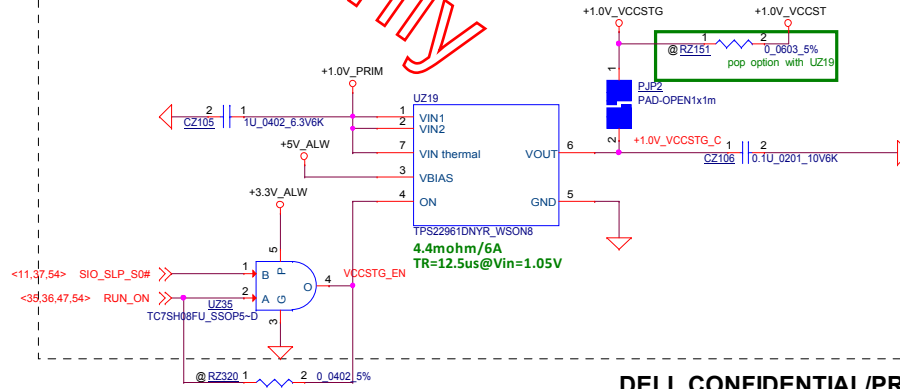 +1.0V_VCCSTG
+1.0V_VCCST
@ RZ151 1 2 0_0603_5%
pop option with UZ19
nly
+1.0V_PRIM
1
PJP2
PAD-OPEN1x1m
2
UZ19
2 1
CZ105 1U_0402_6.3V6K
1 VIN1
2 VIN2
+1.0V_VCCSTG_C
+5V_ALW
7 VIN thermal
VOUT 6
1 2
CZ106 0.1U_0201_10V6K
3 VBIAS
+3.3V_ALW
4 ON
GND 5
TPS22961DNYR_WSON8
4.4mohm/6A
TR=12.5us@Vin=1.05V
5
<11,37,54> SIO_SLP_S0# 1 B P
O 4 VCCSTG_EN
<35,36,47,54> RUN_ON 2 A G
UZ35
3
TC7SH08FU_SSOP5~D
@ RZ320 1 2 0_0402_5%
DELL CONFIDENTIAL/PR